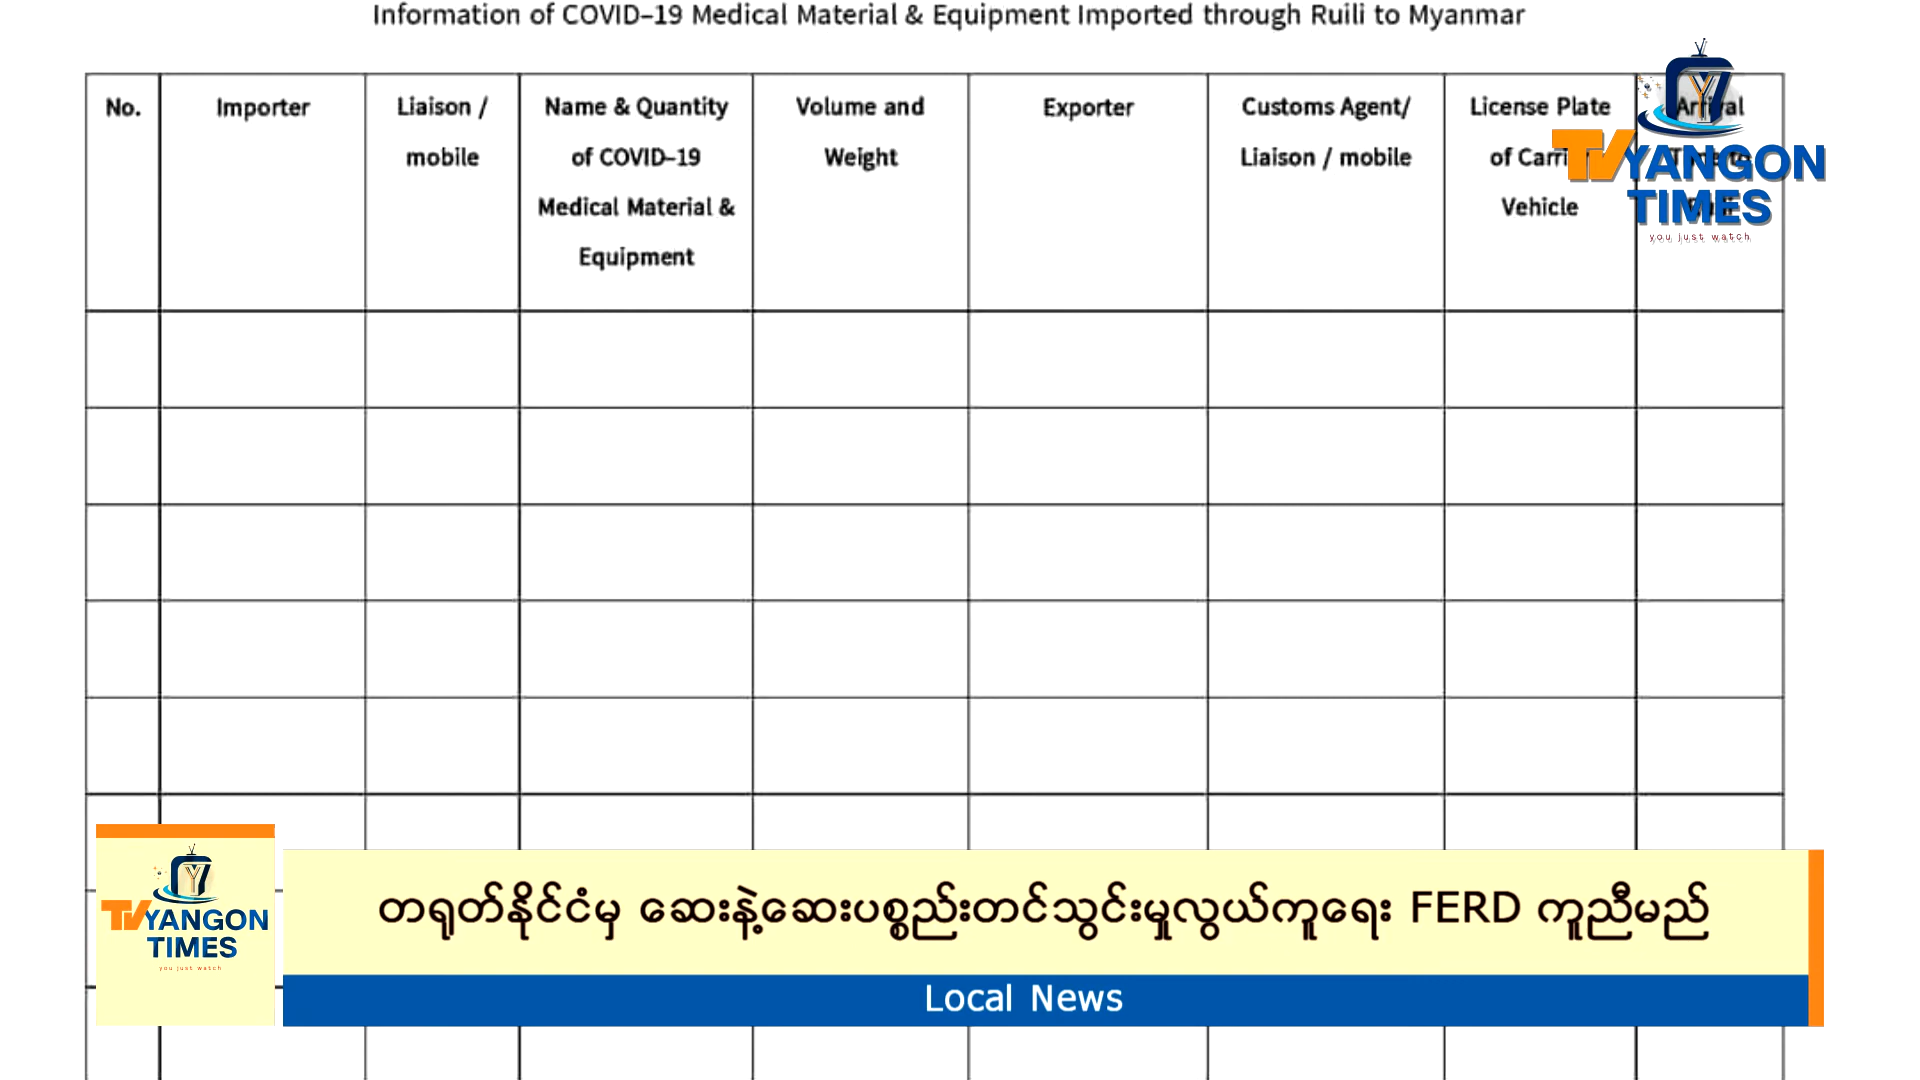 Information of COVID–19 Medical Material & Equipment Imported through Ruili to Myanmar
No.
Importer
Liaison /
mobile
Name & Quantity
of COVID–19
Medical Material &
Equipment
Volume and
Weight
Exporter
Customs Agent/
Liaison / mobile
License Plate
of Carrier
Vehicle
Arrival
TV YANGON
TIMES
you just watch
TV YANGON
TIMES
you just watch
တရုတ်နိုင်ငံမှ ဆေးနဲ့ဆေးပစ္စည်းတင်သွင်းမှုလွယ်ကူရေး FERD ကူညီမည်
Local News